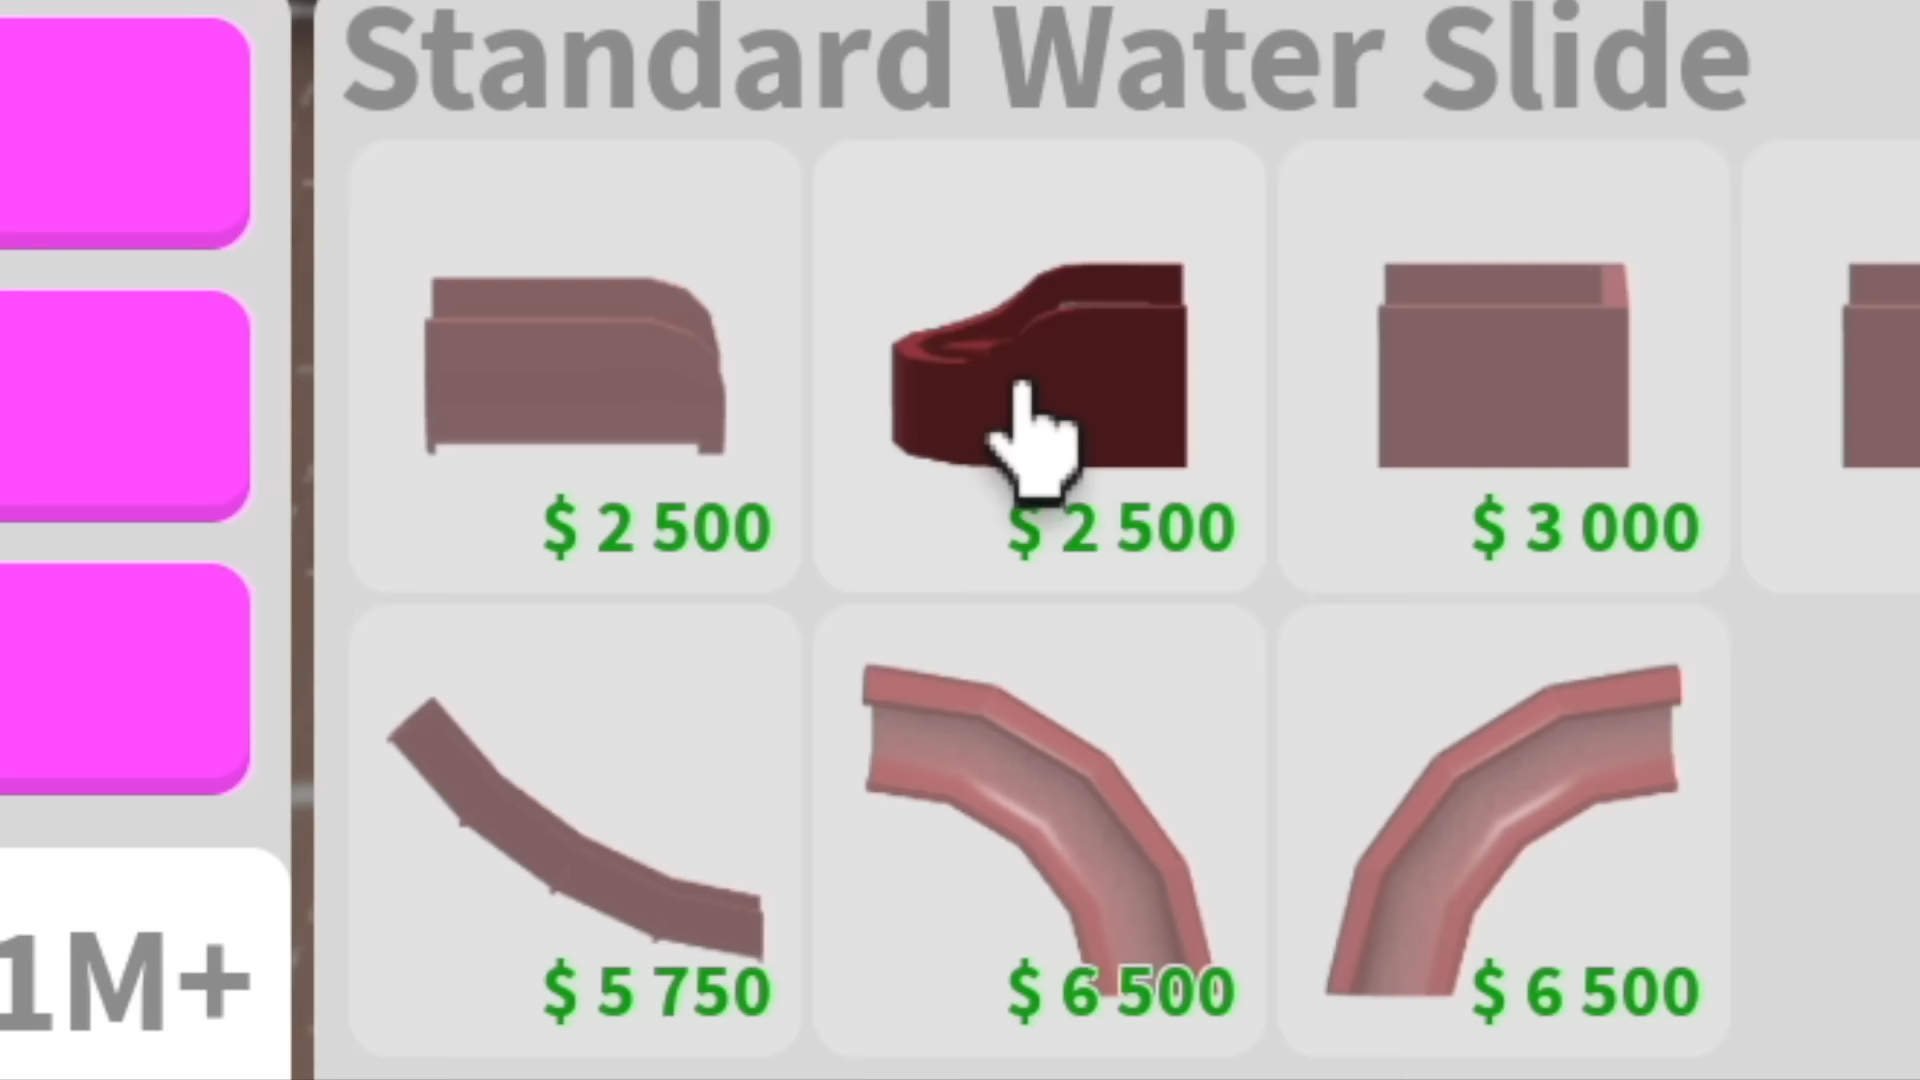 Standard Water Slide
$ 2 500
$ 2 500
$ 3 000
$ 5 750
$ 6 500
$ 6 500
1M+